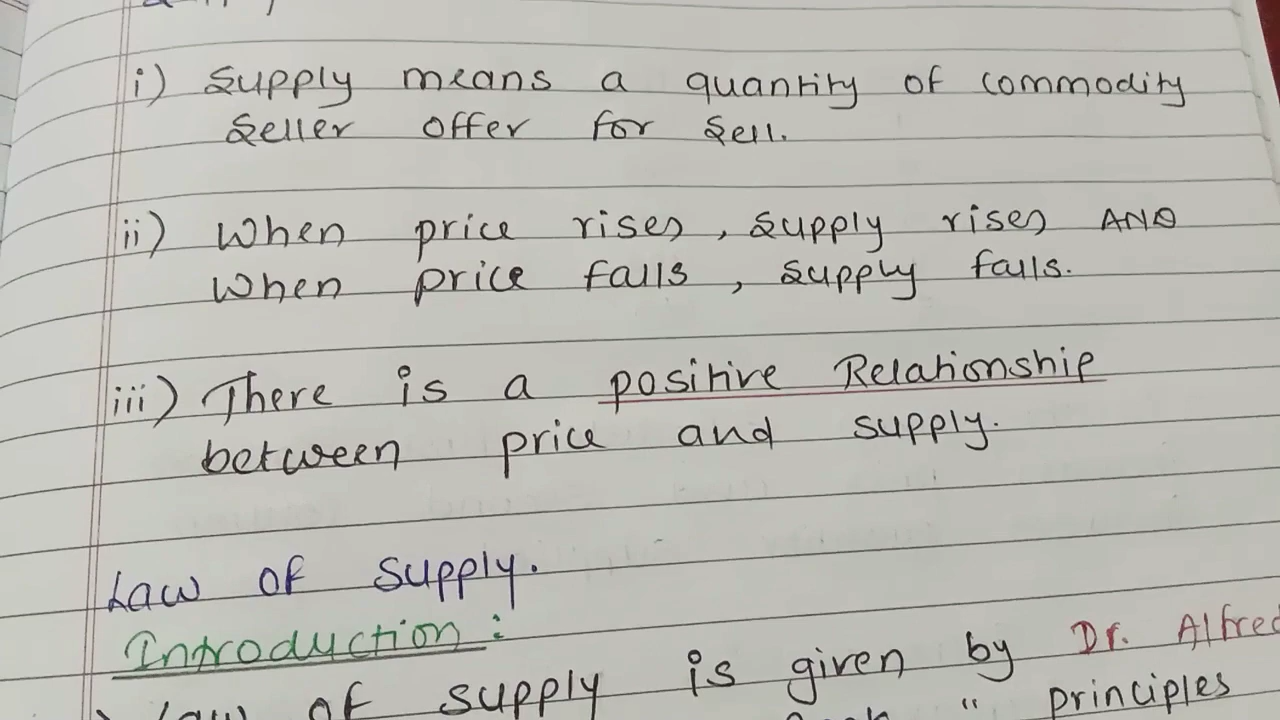 i) Supply means a quantity of commodity
Seller offer for sell.
ii) When price rises, supply rises AND
When price falls, supply falls.
iii) There is a positive Relationship
between price and supply.
Law of supply.
Introduction:
Law of supply is given by Dr. Alfred
" principles